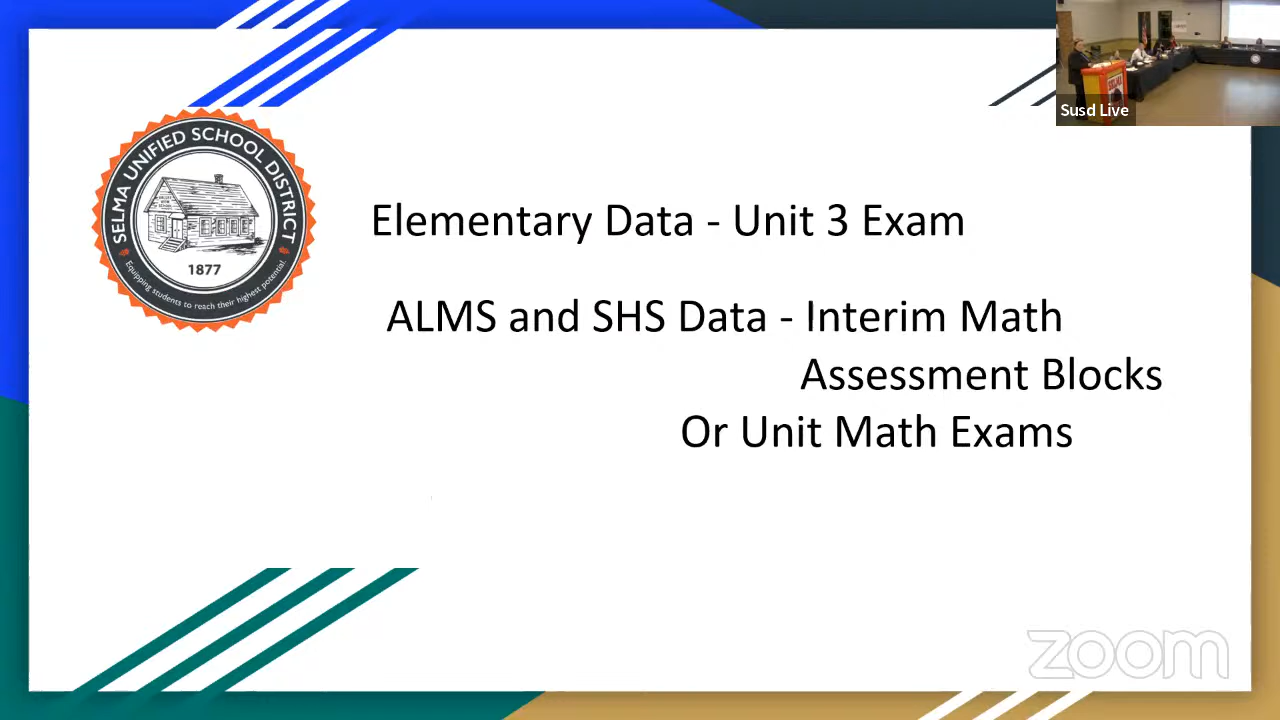 Susd Live
SELMA UNIFIED SCHOOL DISTRICT
1877
Equipping students to reach their highest potential.
Elementary Data - Unit 3 Exam
ALMS and SHS Data - Interim Math
Assessment Blocks
Or Unit Math Exams
zoom